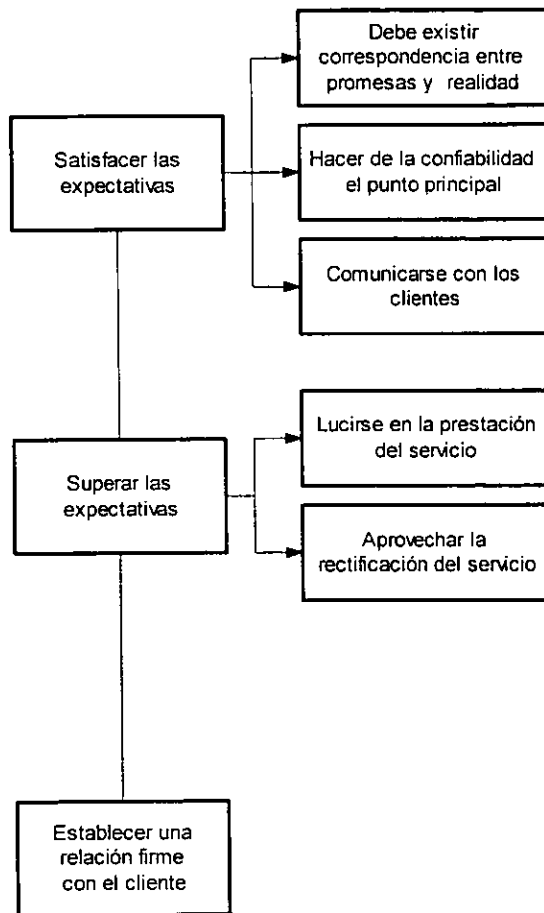 Debe existir
correspondencia entre
promesas y realidad
Satisfacer las
expectativas
Hacer de la confiabilidad
el punto principal
Comunicarse con los
clientes
Lucirse en la prestación
del servicio
Superar las
expectativas
Aprovechar la
rectificación del servicio
Establecer una
relación firme
con el cliente